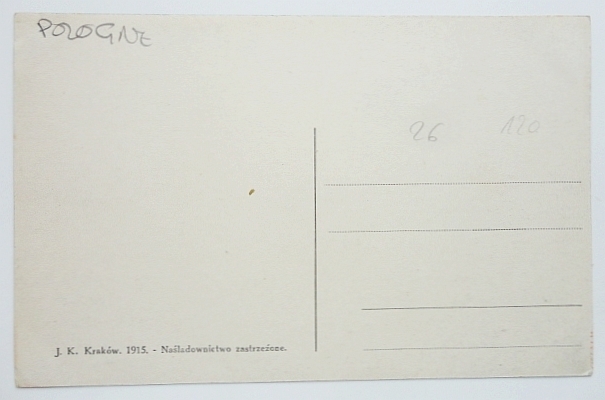 POLOGNE
26 120
J. K. Kraków. 1915. - Naśladownictwo zastrzeżone.